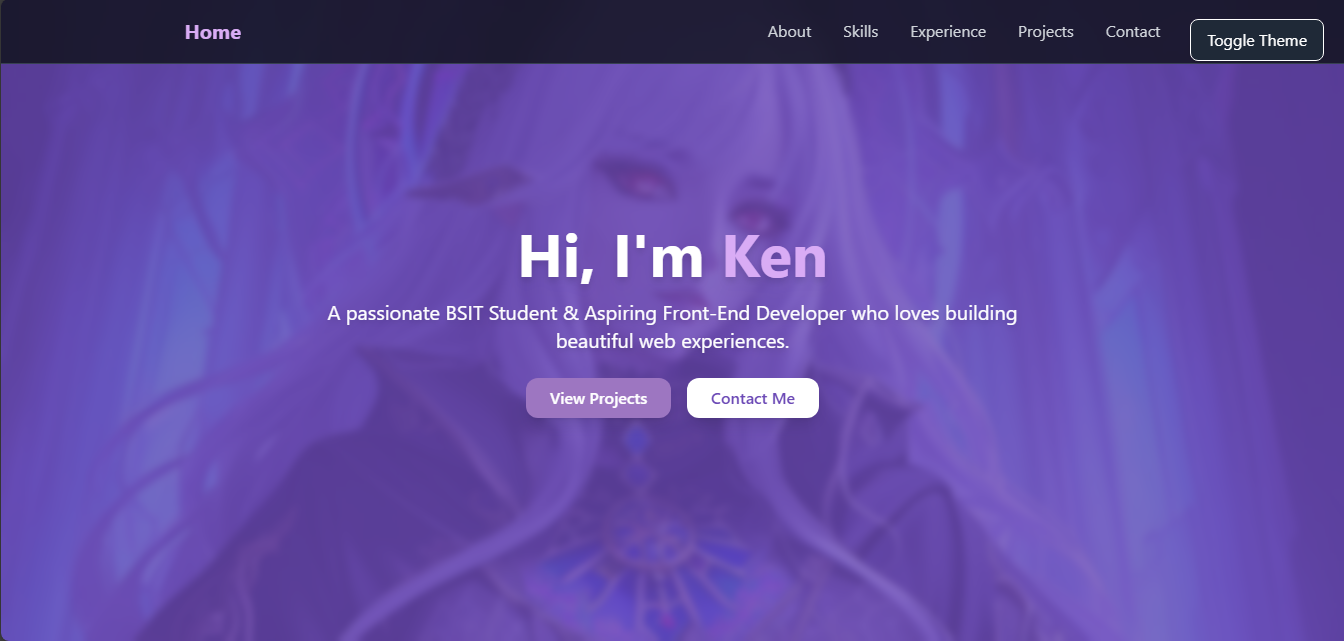 Home
About
Skills
Experience
Projects
Contact
Toggle Theme
Hi, I'm Ken
A passionate BSIT Student & Aspiring Front-End Developer who loves building
beautiful web experiences.
View Projects
Contact Me